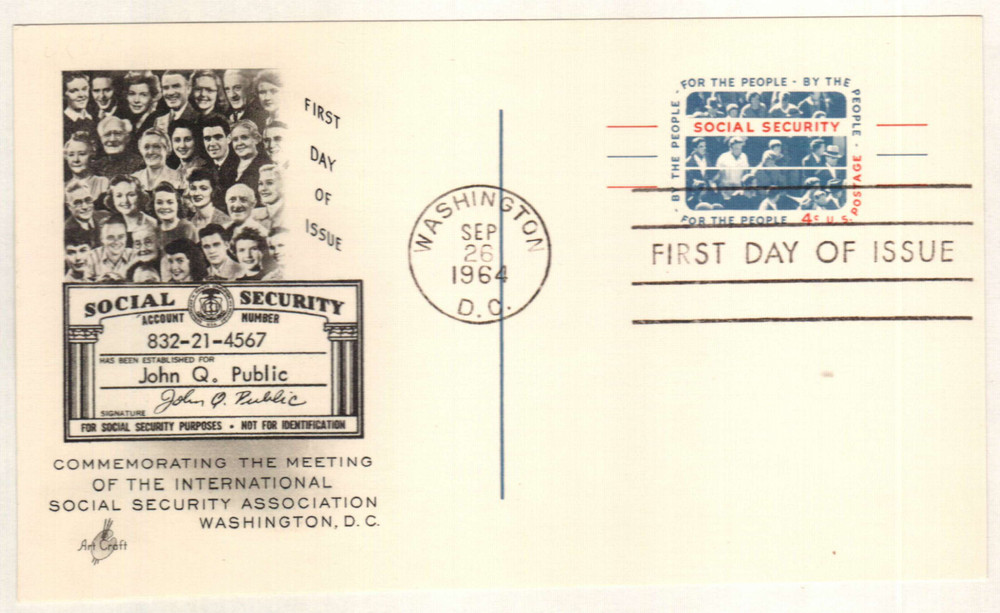 FIRST
DAY
OF
ISSUE
SOCIAL SECURITY
ACCOUNT NUMBER
832-21-4567
HAS BEEN ESTABLISHED FOR
John Q. Public
John Q. Public
SIGNATURE
FOR SOCIAL SECURITY PURPOSES • NOT FOR IDENTIFICATION
COMMEMORATING THE MEETING
OF THE INTERNATIONAL
SOCIAL SECURITY ASSOCIATION
WASHINGTON, D. C.
Art Craft
WASHINGTON
SEP
26
1964
D.C.
FOR THE PEOPLE · BY THE PEOPLE ·
· BY THE PEOPLE ·
SOCIAL SECURITY
FOR THE PEOPLE
4c U.S. POSTAGE
FIRST DAY OF ISSUE